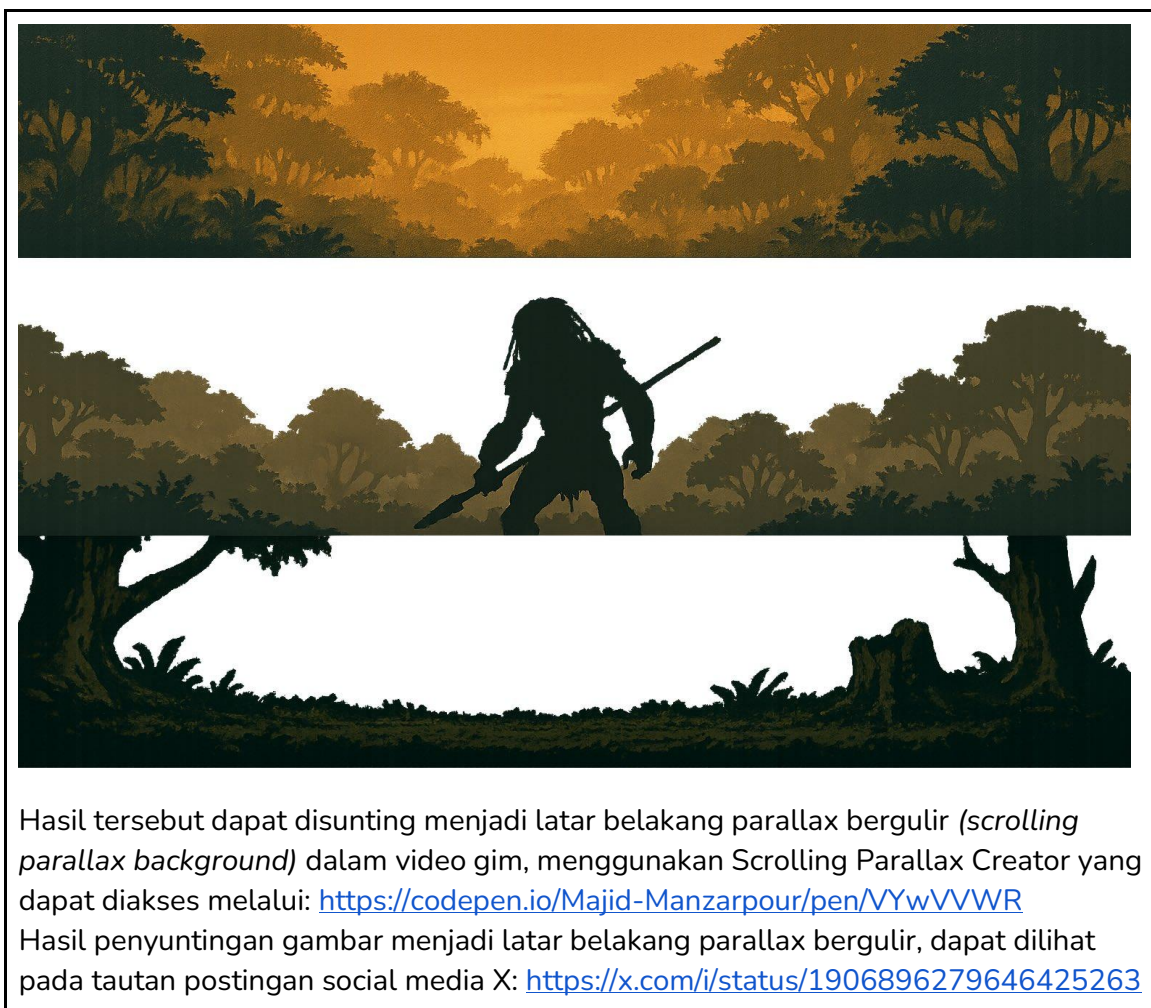 Hasil tersebut dapat disunting menjadi latar belakang parallax bergulir (scrolling
parallax background) dalam video gim, menggunakan Scrolling Parallax Creator yang
dapat diakses melalui: https://codepen.io/Majid-Manzarpour/pen/VYwVVWR
Hasil penyuntingan gambar menjadi latar belakang parallax bergulir, dapat dilihat
pada tautan postingan social media X: https://x.com/i/status/1906896279646425263